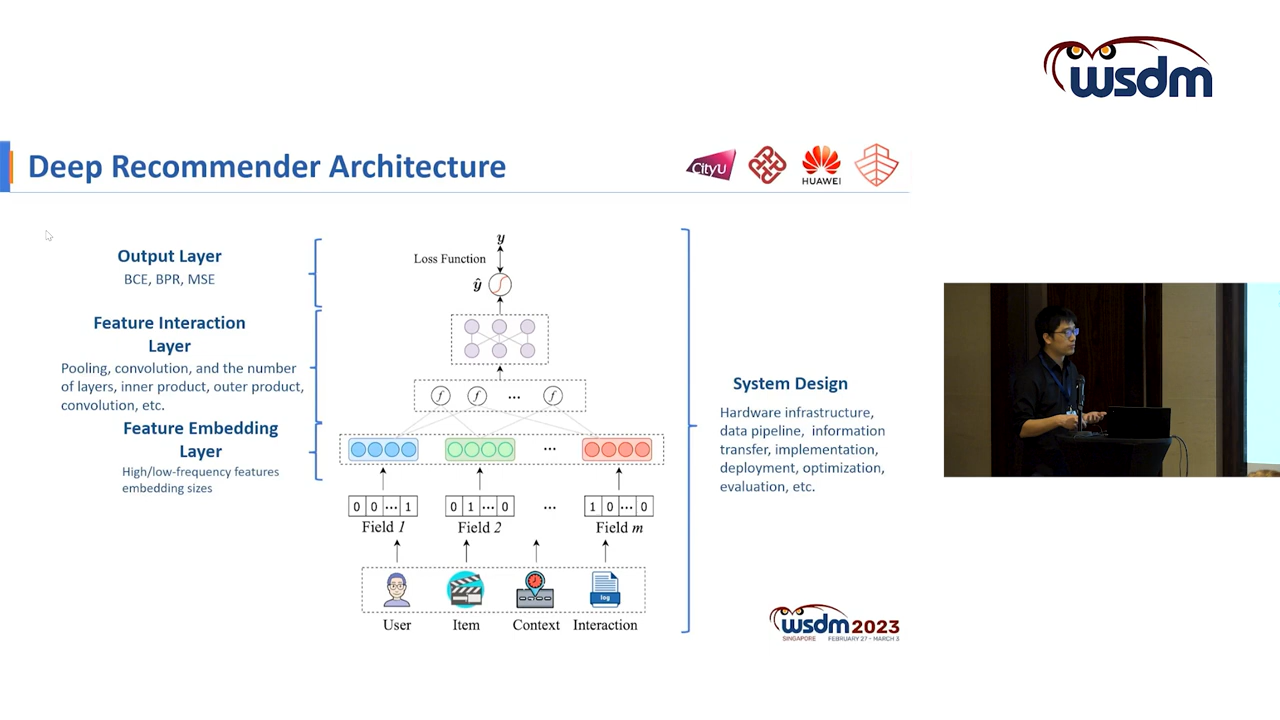 wsdm
Deep Recommender Architecture
CityU
HUAWEI
Output Layer
BCE, BPR, MSE
Feature Interaction
Layer
Pooling, convolution, and the number
of layers, inner product, outer product,
convolution, etc.
Feature Embedding
Layer
High/low-frequency features
embedding sizes
y
Loss Function
ŷ
f f ... f
...
0 0 ... 1 0 1 ... 0 ... 1 0 ... 0
Field 1 Field 2 Field m
log
User Item Context Interaction
System Design
Hardware infrastructure,
data pipeline, information
transfer, implementation,
deployment, optimization,
evaluation, etc.
wsdm 2023
SINGAPORE FEBRUARY 27 - MARCH 3